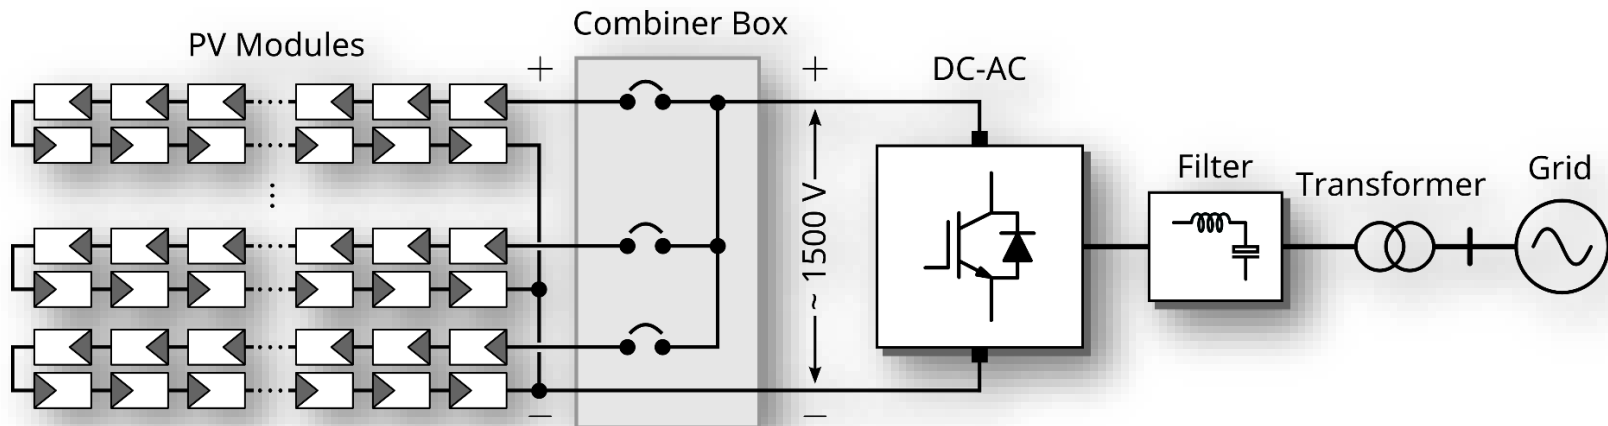 Combiner Box
PV Modules
DC-AC
Filter
Transformer
Grid
+
+
~ 1500 V
−
−